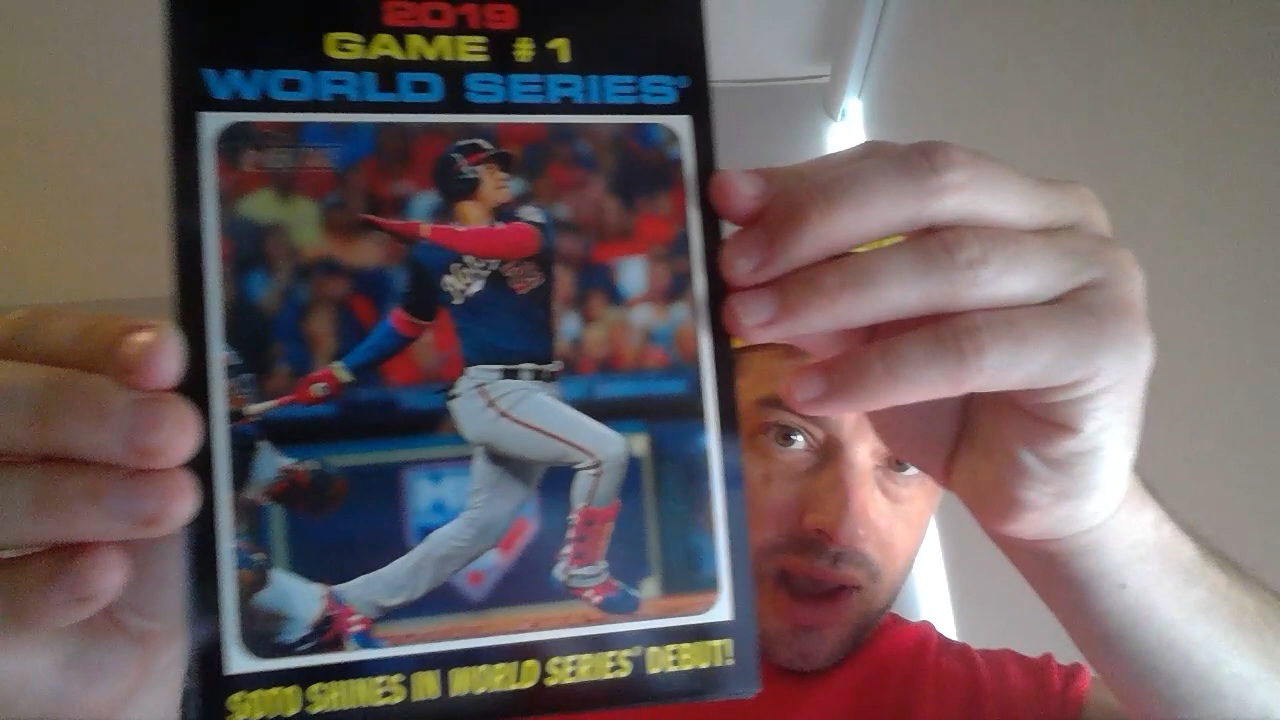 2019
GAME #1
WORLD SERIES
SOTO SHINES IN WORLD SERIES DEBUT!